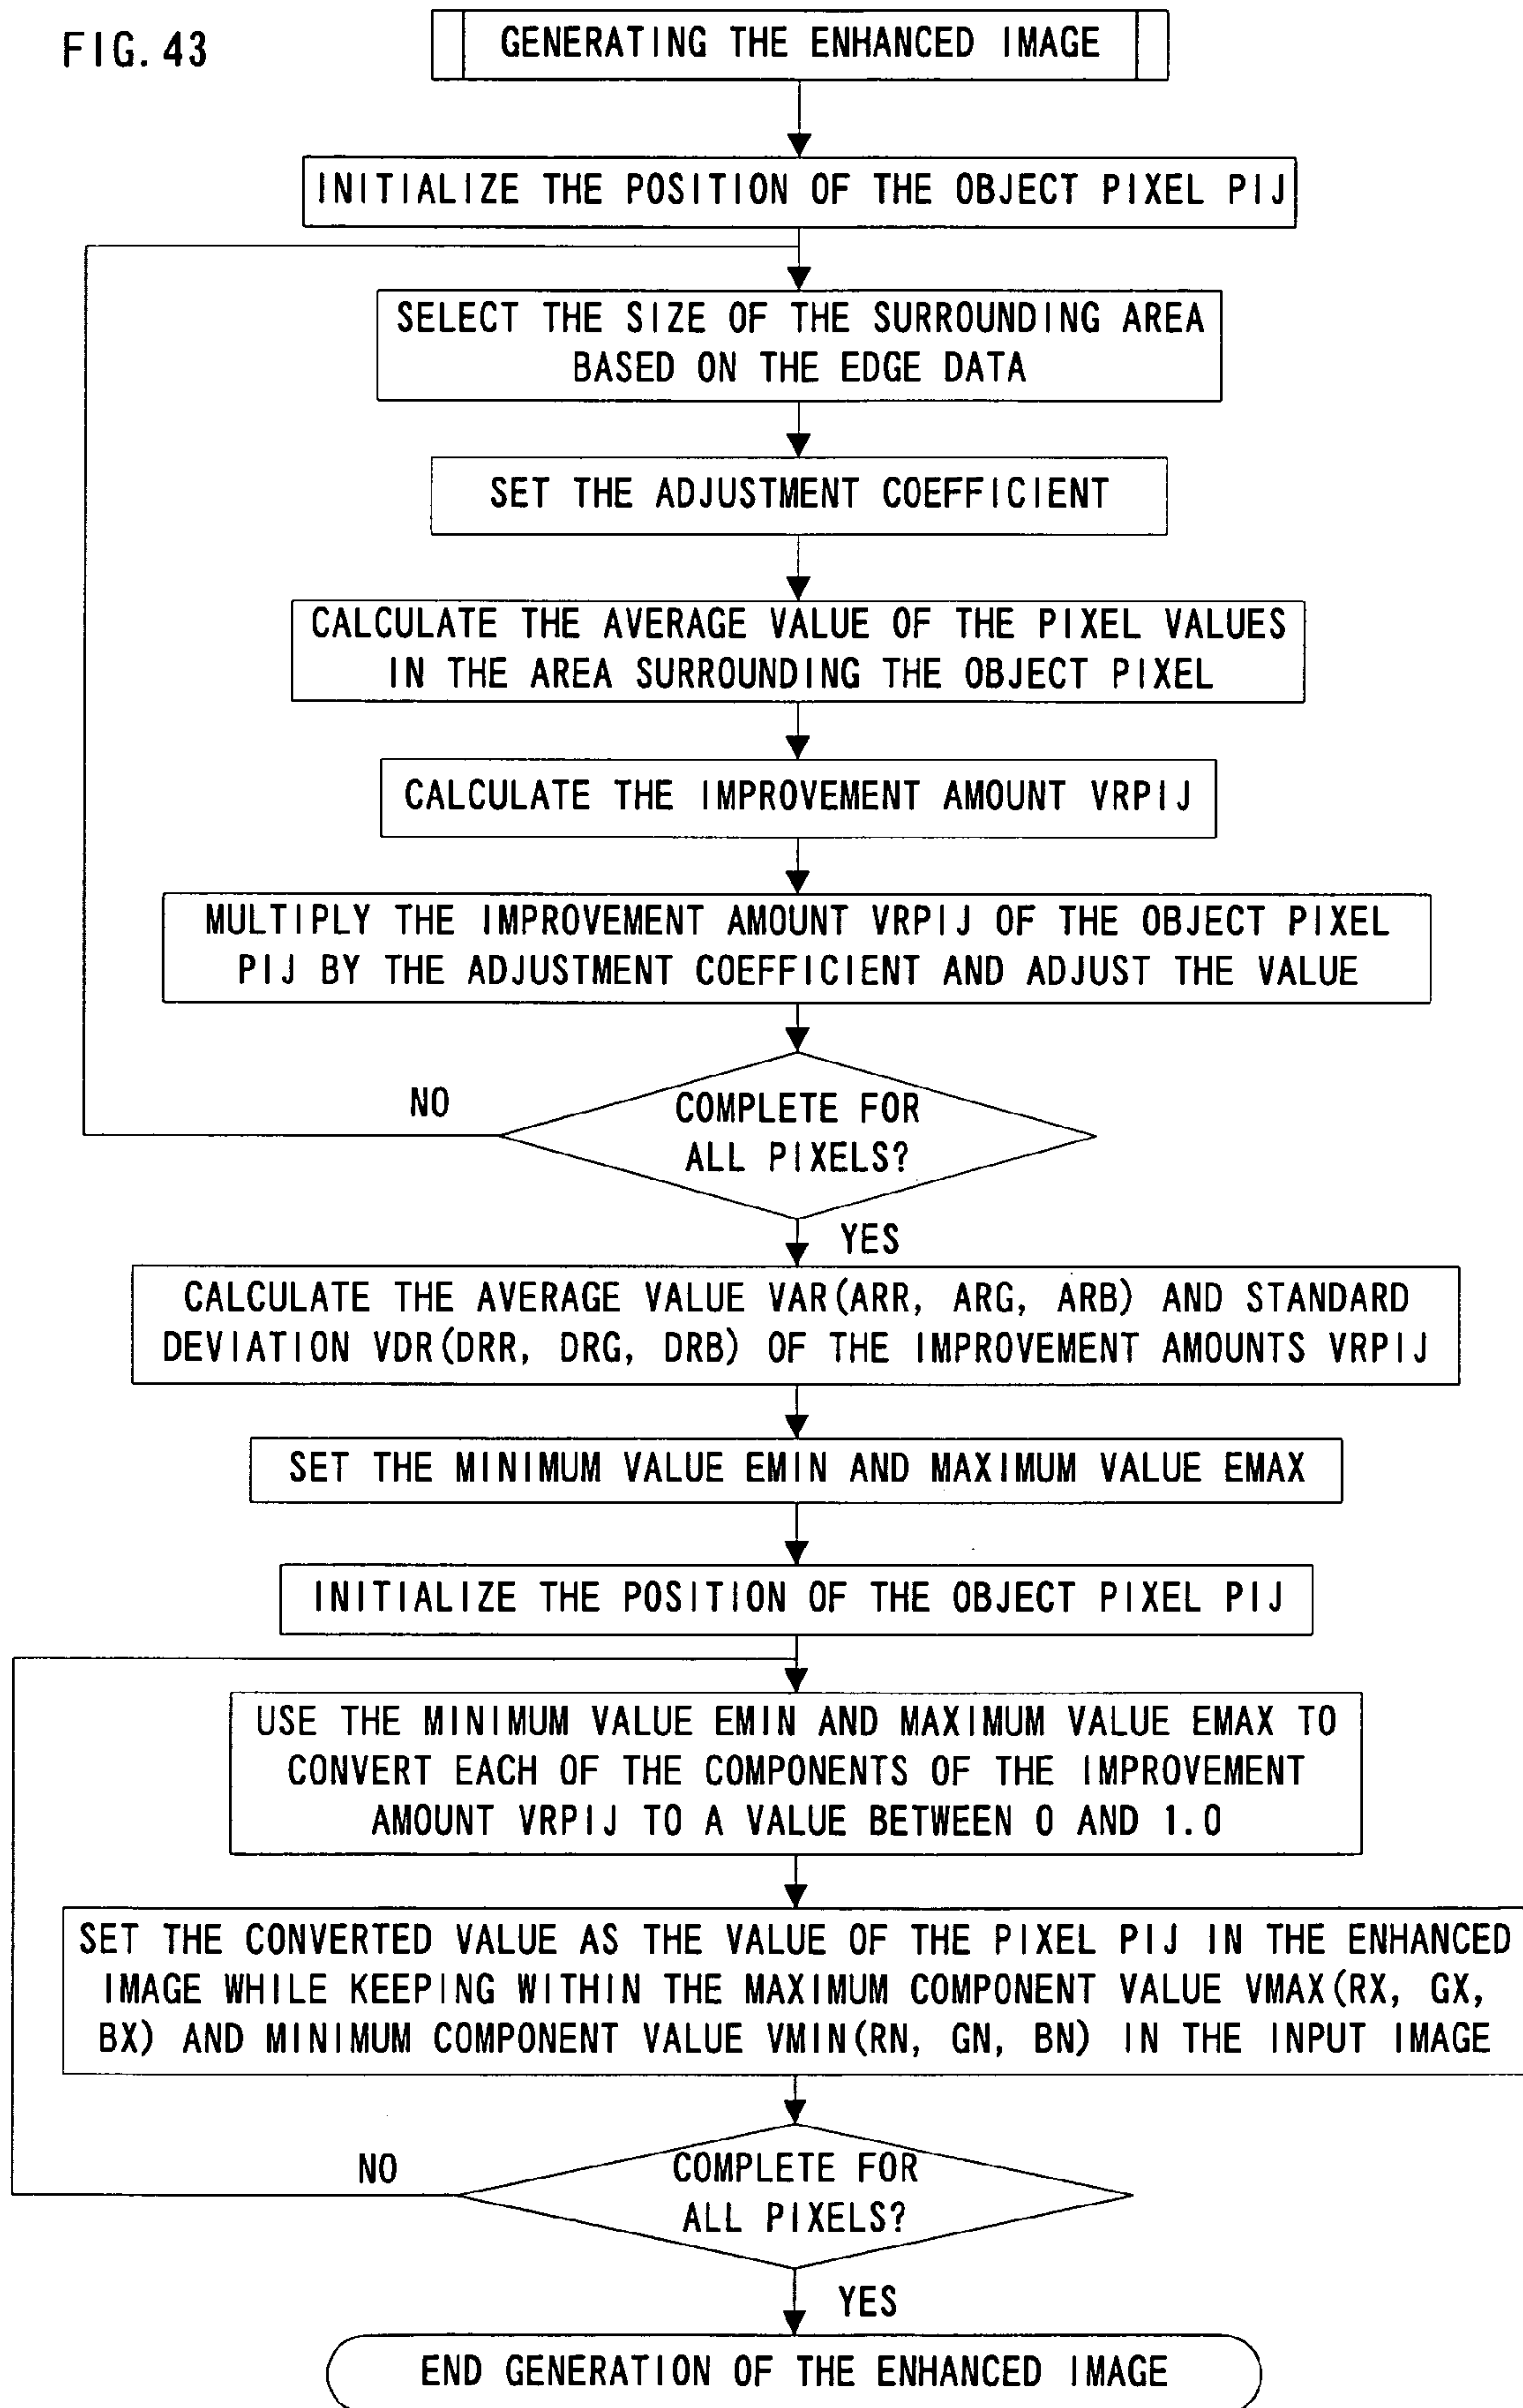 FIG. 43
GENERATING THE ENHANCED IMAGE
INITIALIZE THE POSITION OF THE OBJECT PIXEL PIJ
SELECT THE SIZE OF THE SURROUNDING AREA
BASED ON THE EDGE DATA
SET THE ADJUSTMENT COEFFICIENT
CALCULATE THE AVERAGE VALUE OF THE PIXEL VALUES
IN THE AREA SURROUNDING THE OBJECT PIXEL
CALCULATE THE IMPROVEMENT AMOUNT VRPIJ
MULTIPLY THE IMPROVEMENT AMOUNT VRPIJ OF THE OBJECT PIXEL
PIJ BY THE ADJUSTMENT COEFFICIENT AND ADJUST THE VALUE
NO
COMPLETE FOR
ALL PIXELS?
YES
CALCULATE THE AVERAGE VALUE VAR(ARR, ARG, ARB) AND STANDARD
DEVIATION VDR(DRR, DRG, DRB) OF THE IMPROVEMENT AMOUNTS VRPIJ
SET THE MINIMUM VALUE EMIN AND MAXIMUM VALUE EMAX
INITIALIZE THE POSITION OF THE OBJECT PIXEL PIJ
USE THE MINIMUM VALUE EMIN AND MAXIMUM VALUE EMAX TO
CONVERT EACH OF THE COMPONENTS OF THE IMPROVEMENT
AMOUNT VRPIJ TO A VALUE BETWEEN 0 AND 1.0
SET THE CONVERTED VALUE AS THE VALUE OF THE PIXEL PIJ IN THE ENHANCED
IMAGE WHILE KEEPING WITHIN THE MAXIMUM COMPONENT VALUE VMAX(RX, GX,
BX) AND MINIMUM COMPONENT VALUE VMIN(RN, GN, BN) IN THE INPUT IMAGE
NO
COMPLETE FOR
ALL PIXELS?
YES
END GENERATION OF THE ENHANCED IMAGE